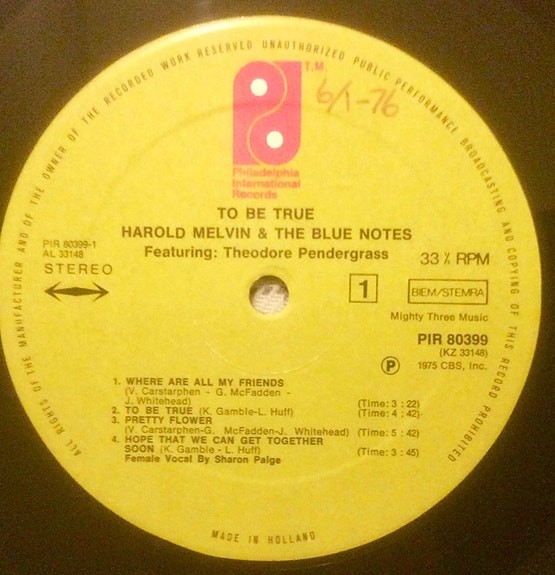 ALL RIGHTS OF THE MANUFACTURER AND OF THE OWNER OF THE RECORDED WORK RESERVED UNAUTHORIZED PUBLIC PERFORMANCE BROADCASTING AND COPYING OF THIS RECORD PROHIBITED
T.M.
6/1-76
Philadelphia
International
Records
TO BE TRUE
HAROLD MELVIN & THE BLUE NOTES
Featuring: Theodore Pendergrass
PIR 80399-1
AL 33148
STEREO
33⅓ RPM
1
BIEM/STEMRA
Mighty Three Music
PIR 80399
(KZ 33148)
℗ 1975 CBS, Inc.
1. WHERE ARE ALL MY FRIENDS
(V. Carstarphen - G. McFadden-
J. Whitehead) (Time: 3 : 22)
2. TO BE TRUE (K. Gamble-L. Huff) (Time: 4 : 42)
3. PRETTY FLOWER
(V. Carstarphen-G. McFadden-J. Whitehead) (Time: 5 : 42)
4. HOPE THAT WE CAN GET TOGETHER
SOON (K. Gamble-L. Huff) (Time: 3 : 45)
Female Vocal By Sharon Paige
MADE IN HOLLAND